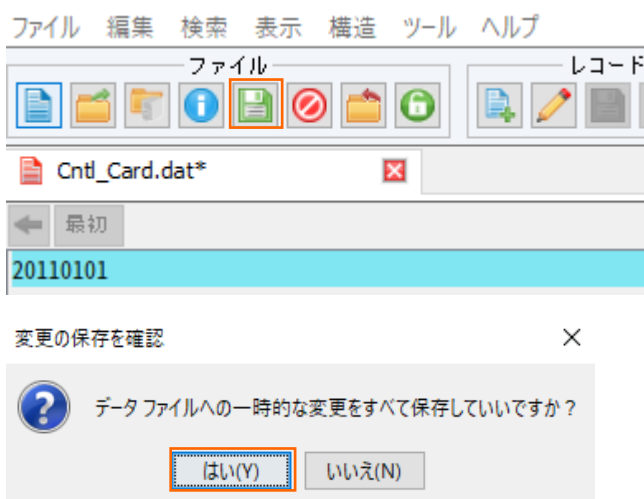 ファイル 編集 検索 表示 構造 ツール ヘルプ
ファイル レコード
Cntl_Card.dat*
最初
20110101
変更の保存を確認
データ ファイルへの一時的な変更をすべて保存していいですか？
はい(Y) いいえ(N)